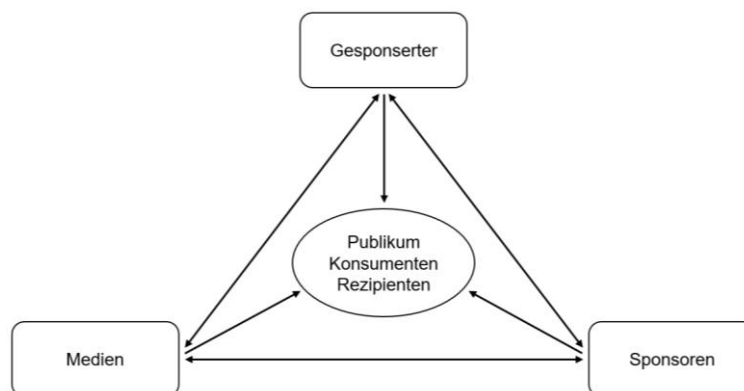 Gesponserter
Publikum
Konsumenten
Rezipienten
Medien
Sponsoren